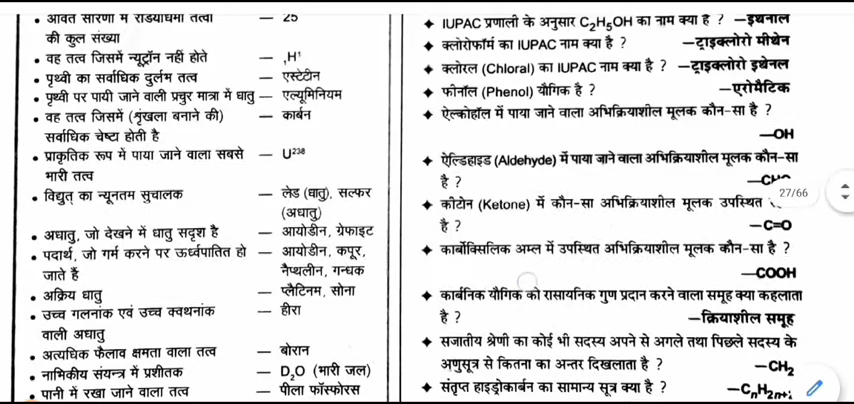 • आवर्त सारणी में रेडियोधर्मी तत्वों — 25
की कुल संख्या
• वह तत्व जिसमें न्यूट्रॉन नहीं होते — ₁H¹
• पृथ्वी का सर्वाधिक दुर्लभ तत्व — एस्टेटीन
• पृथ्वी पर पायी जाने वाली प्रचुर मात्रा में धातु — एल्यूमिनियम
• वह तत्व जिसमें (शृंखला बनाने की) — कार्बन
सर्वाधिक चेष्टा होती है
• प्राकृतिक रूप में पाया जाने वाला सबसे — U²³⁸
भारी तत्व
• विद्युत का न्यूनतम सुचालक — लेड (धातु), सल्फर
(अधातु)
• अधातु, जो देखने में धातु सदृश है — आयोडीन, ग्रेफाइट
• पदार्थ, जो गर्म करने पर ऊर्ध्वपातित हो — आयोडीन, कपूर,
जाते हैं नैप्थलीन, गन्धक
• अक्रिय धातु — प्लैटिनम, सोना
• उच्च गलनांक एवं उच्च क्वथनांक — हीरा
वाली अधातु
• अत्यधिक फैलाव क्षमता वाला तत्व — बोरान
• नाभिकीय संयन्त्र में प्रशीतक — D₂O (भारी जल)
• पानी में रखा जाने वाला तत्व — पीला फॉस्फोरस
◆ IUPAC प्रणाली के अनुसार C₂H₅OH का नाम क्या है ? —इथनाल
◆ क्लोरोफॉर्म का IUPAC नाम क्या है ? —ट्राइक्लोरो मीथेन
◆ क्लोरल (Chloral) का IUPAC नाम क्या है ? —ट्राइक्लोरो इथेनल
◆ फीनॉल (Phenol) यौगिक है ? —एरोमैटिक
◆ ऐल्कोहॉल में पाया जाने वाला अभिक्रियाशील मूलक कौन-सा है ?
—OH
◆ ऐल्डिहाइड (Aldehyde) में पाया जाने वाला अभिक्रियाशील मूलक कौन-सा
है ?
27/66
◆ कीटोन (Ketone) में कौन-सा अभिक्रियाशील मूलक उपस्थित
है ? —C=O
◆ कार्बोक्सिलिक अम्ल में उपस्थित अभिक्रियाशील मूलक कौन-सा है ?
—COOH
◆ कार्बनिक यौगिक को रासायनिक गुण प्रदान करने वाला समूह क्या कहलाता
है ? —क्रियाशील समूह
◆ सजातीय श्रेणी का कोई भी सदस्य अपने से अगले तथा पिछले सदस्य के
अणुसूत्र से कितना का अन्तर दिखलाता है ? —CH₂
◆ संतृप्त हाइड्रोकार्बन का सामान्य सूत्र क्या है ?